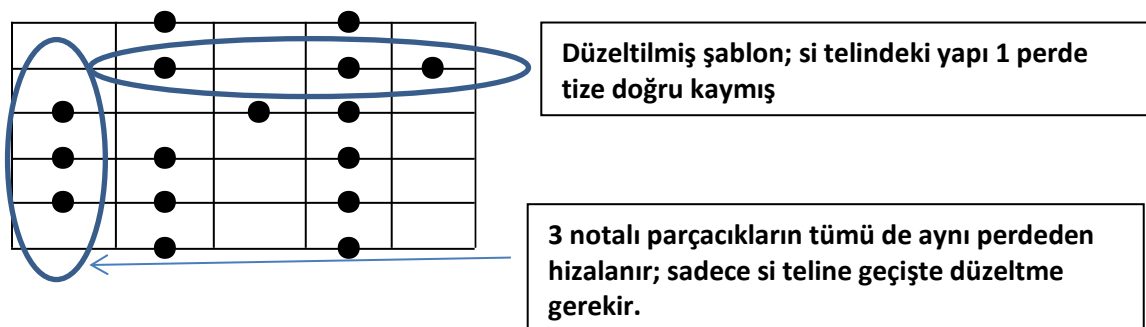 Düzeltilmiş şablon; si telindeki yapı 1 perde
tize doğru kaymış
3 notalı parçacıkların tümü de aynı perdeden
hizalanır; sadece si teline geçişte düzeltme
gerekir.